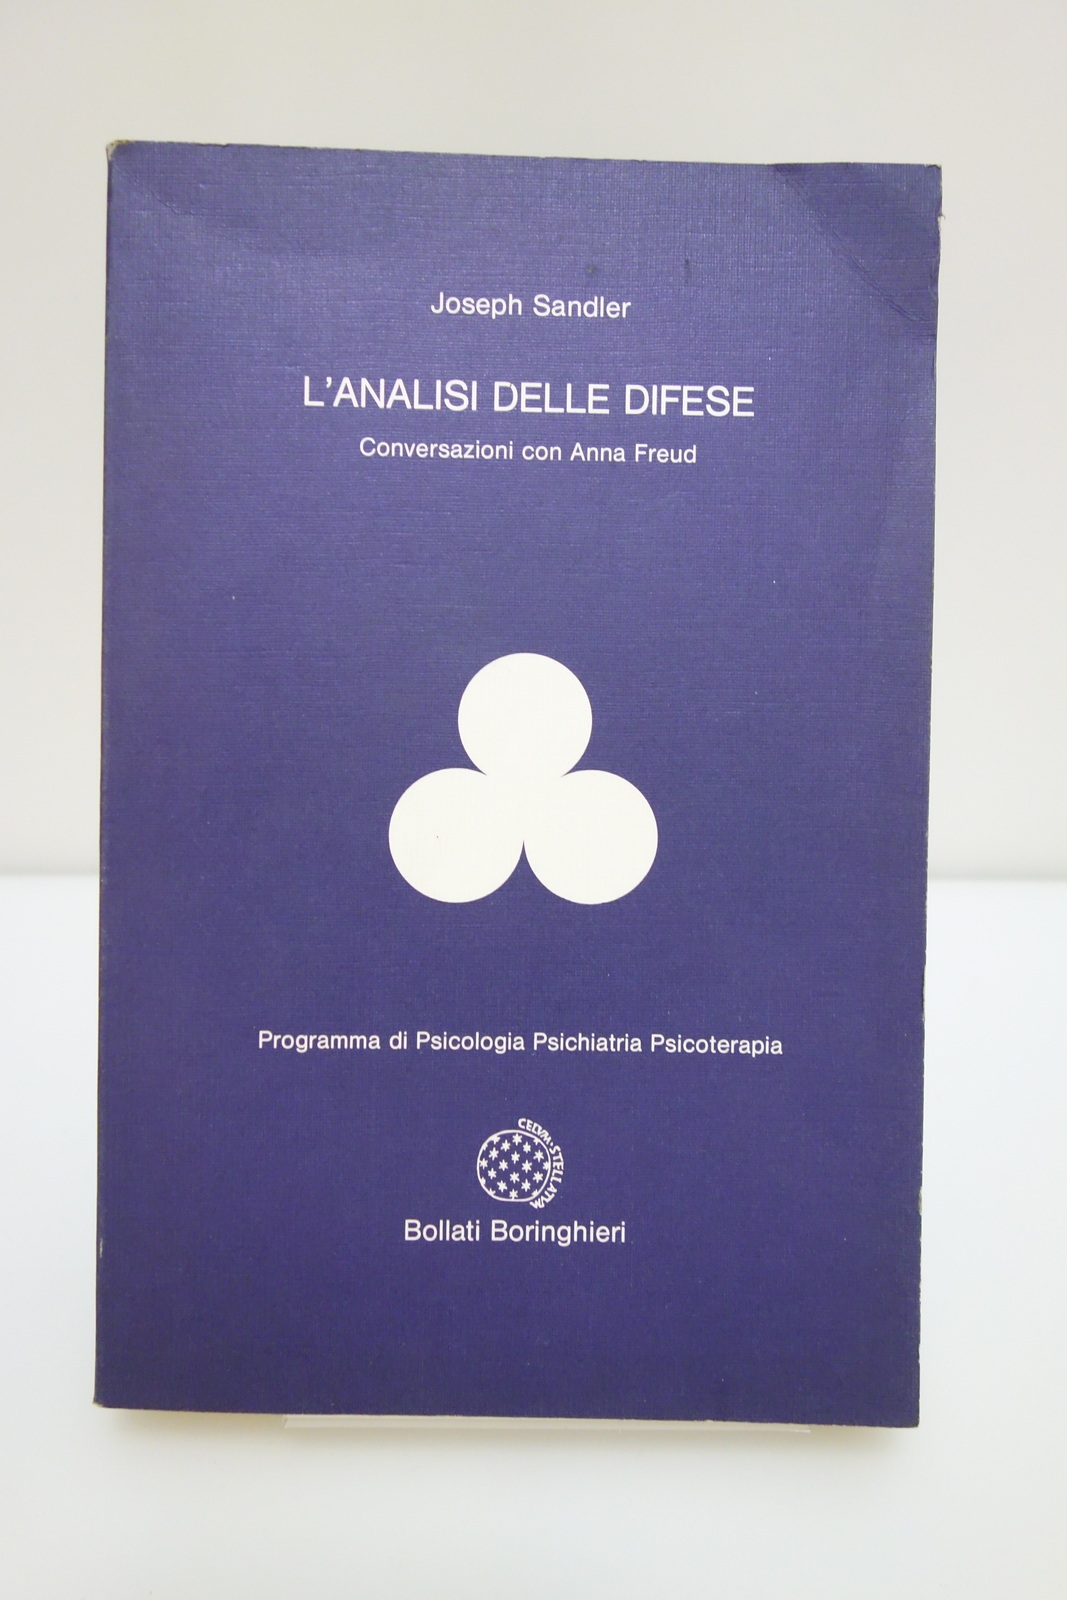 Joseph Sandler
L'ANALISI DELLE DIFESE
Conversazioni con Anna Freud
Programma di Psicologia Psichiatria Psicoterapia
CELVM·STELLATVM
Bollati Boringhieri